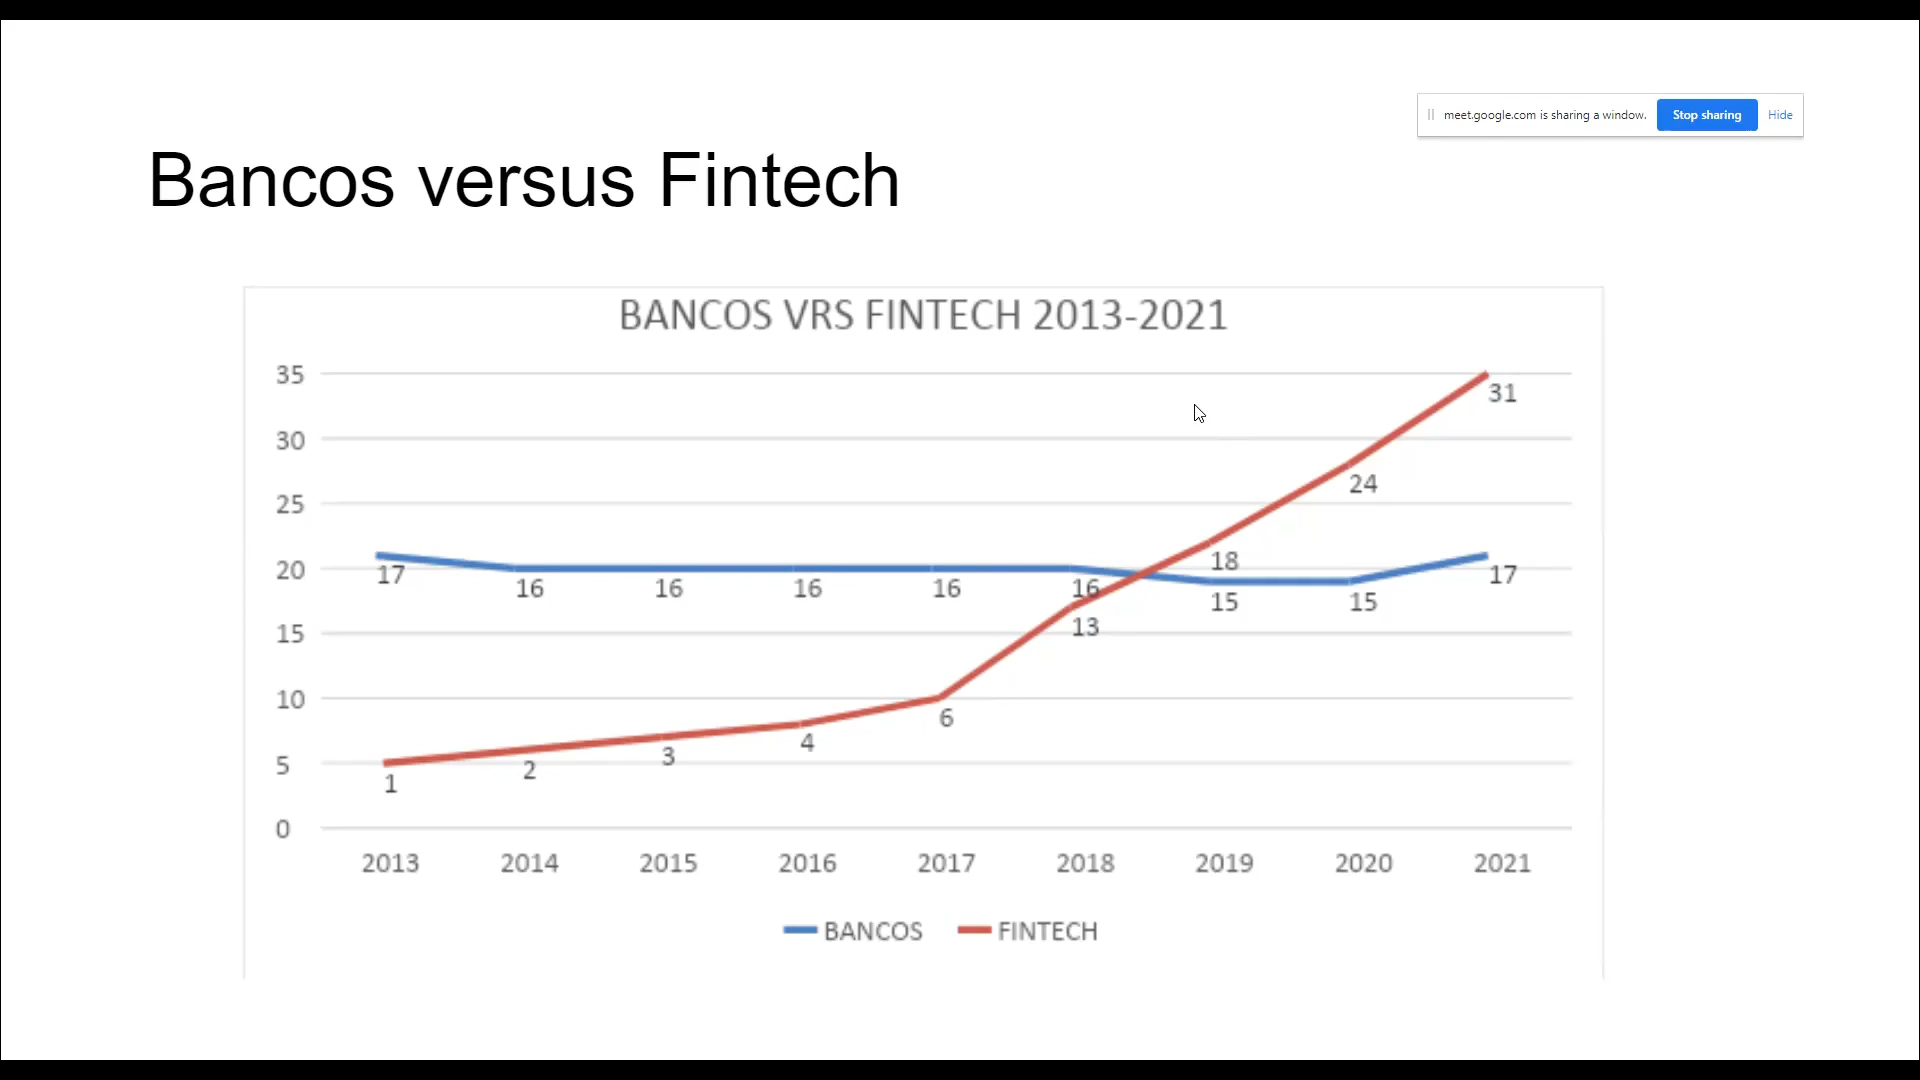 meet.google.com is sharing a window. Stop sharing Hide
Bancos versus Fintech
BANCOS VRS FINTECH 2013-2021
35
31
30
24
25
18
20
17 16 16 16 16 16 15 15 17
15
13
10
6
4
3
5
2
1
0
2013 2014 2015 2016 2017 2018 2019 2020 2021
BANCOS FINTECH